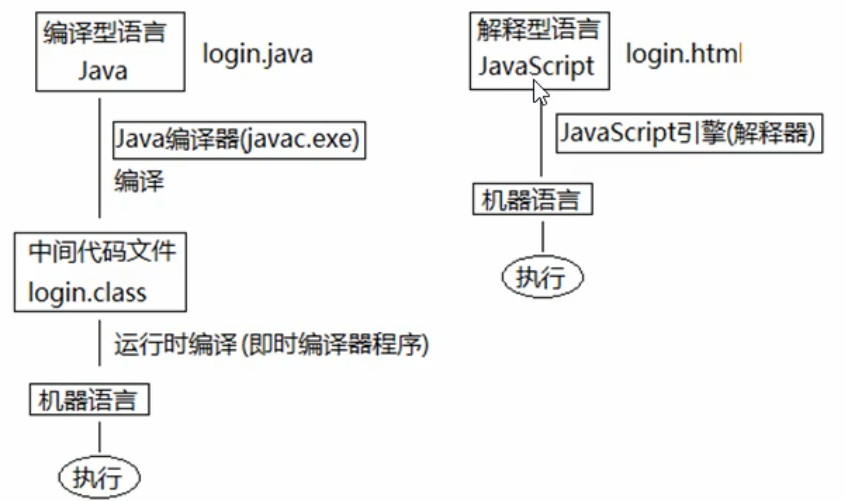 编译型语言
Java
login.java
Java编译器(javac.exe)
编译
中间代码文件
login.class
运行时编译(即时编译器程序)
机器语言
执行
解释型语言
JavaScript
login.html
JavaScript引擎(解释器)
机器语言
执行